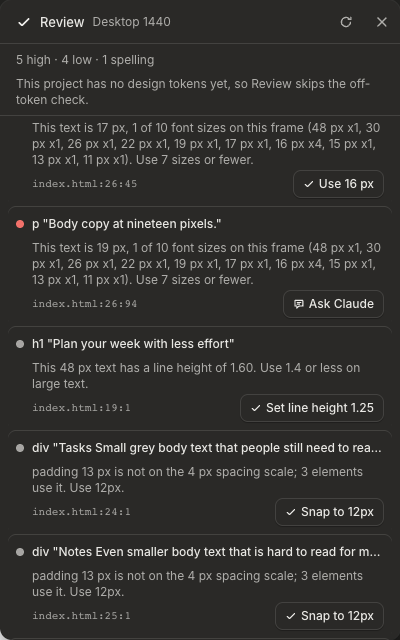 Review Desktop 1440
5 high · 4 low · 1 spelling
This project has no design tokens yet, so Review skips the off-
token check.
This text is 17 px, 1 of 10 font sizes on this frame (48 px x1, 30
px x1, 26 px x1, 22 px x1, 19 px x1, 17 px x1, 16 px x4, 15 px x1,
13 px x1, 11 px x1). Use 7 sizes or fewer.
index.html:26:45
Use 16 px
p "Body copy at nineteen pixels."
This text is 19 px, 1 of 10 font sizes on this frame (48 px x1, 30
px x1, 26 px x1, 22 px x1, 19 px x1, 17 px x1, 16 px x4, 15 px x1,
13 px x1, 11 px x1). Use 7 sizes or fewer.
index.html:26:94
Ask Claude
h1 "Plan your week with less effort"
This 48 px text has a line height of 1.60. Use 1.4 or less on
large text.
index.html:19:1
Set line height 1.25
div "Tasks Small grey body text that people still need to rea...
padding 13 px is not on the 4 px spacing scale; 3 elements
use it. Use 12px.
index.html:24:1
Snap to 12px
div "Notes Even smaller body text that is hard to read for m...
padding 13 px is not on the 4 px spacing scale; 3 elements
use it. Use 12px.
index.html:25:1
Snap to 12px